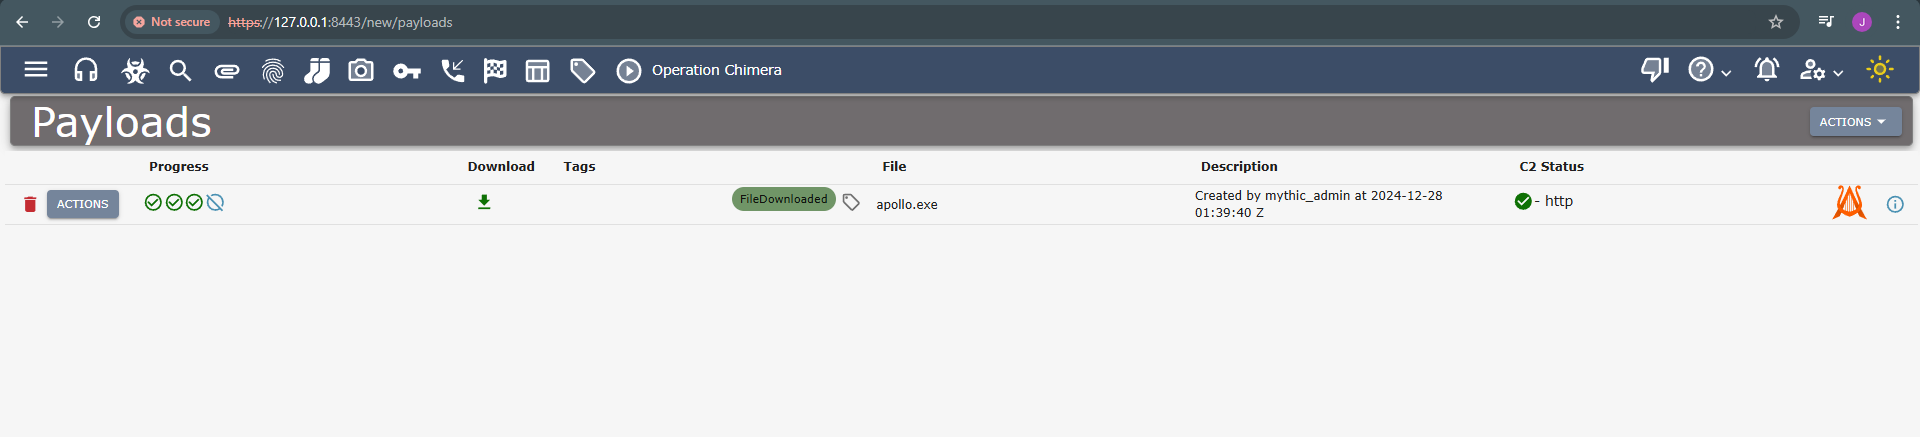 Not secure https://127.0.0.1:8443/new/payloads J
Operation Chimera
Payloads ACTIONS
Progress Download Tags File Description C2 Status
ACTIONS FileDownloaded apollo.exe Created by mythic_admin at 2024-12-28 - http
01:39:40 Z